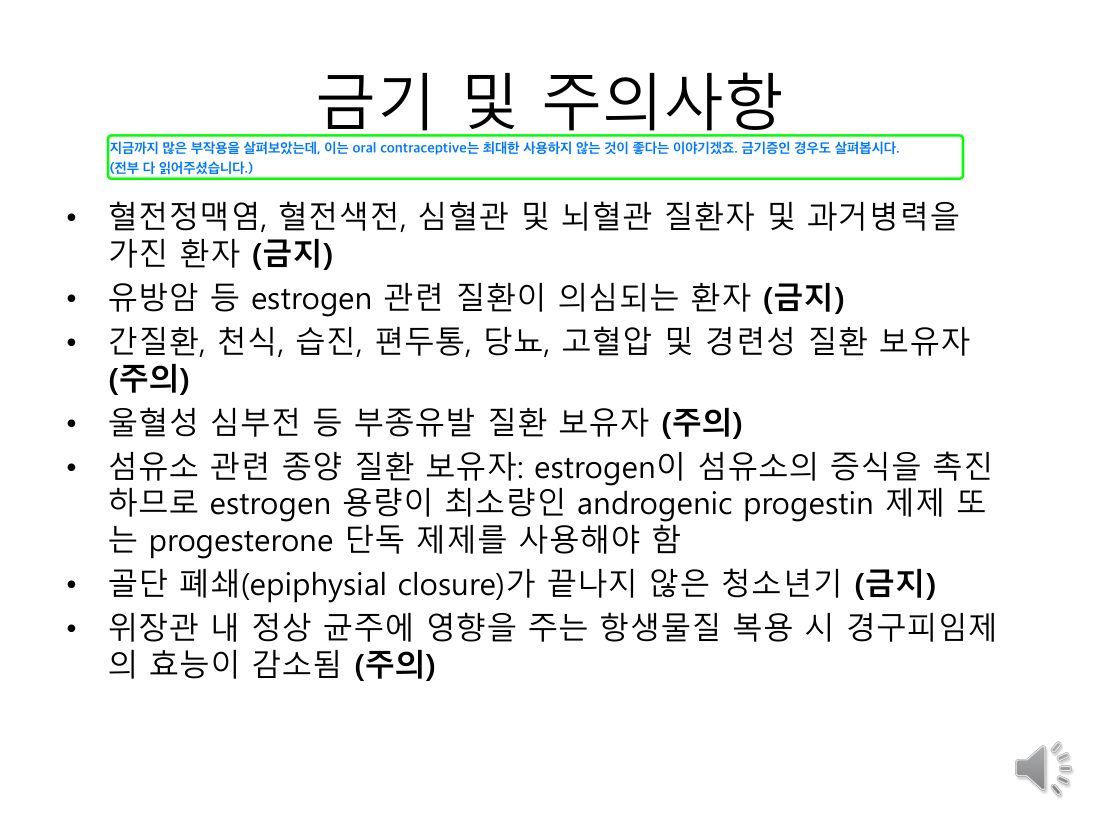 금기 및 주의사항
지금까지 많은 부작용을 살펴보았는데, 이는 oral contraceptive는 최대한 사용하지 않는 것이 좋다는 이야기겠죠. 금기증인 경우도 살펴봅시다.
(전부 다 읽어주셨습니다.)
• 혈전정맥염, 혈전색전, 심혈관 및 뇌혈관 질환자 및 과거병력을
가진 환자 (금지)
• 유방암 등 estrogen 관련 질환이 의심되는 환자 (금지)
• 간질환, 천식, 습진, 편두통, 당뇨, 고혈압 및 경련성 질환 보유자
(주의)
• 울혈성 심부전 등 부종유발 질환 보유자 (주의)
• 섬유소 관련 종양 질환 보유자: estrogen이 섬유소의 증식을 촉진
하므로 estrogen 용량이 최소량인 androgenic progestin 제제 또
는 progesterone 단독 제제를 사용해야 함
• 골단 폐쇄(epiphysial closure)가 끝나지 않은 청소년기 (금지)
• 위장관 내 정상 균주에 영향을 주는 항생물질 복용 시 경구피임제
의 효능이 감소됨 (주의)